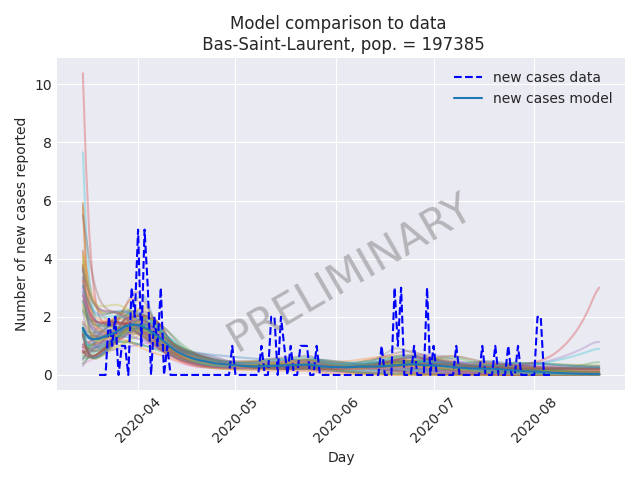 Model comparison to data
Bas-Saint-Laurent, pop. = 197385
new cases data
new cases model
Number of new cases reported
10
8
6
4
2
0
PRELIMINARY
2020-04
2020-05
2020-06
2020-07
2020-08
Day